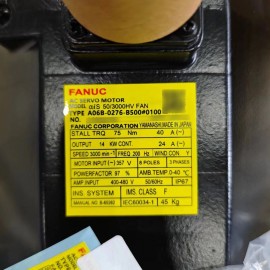 FANUC
AC SERVO MOTOR
MODEL αiS 50/3000HV FAN
TYPE A06B-0276-B500#0100
NO.
FANUC CORPORATION YAMANASHI MADE IN JAPAN
STALL TRQ 75 Nm 40 A(~)
OUTPUT 14 kW CONT. 24 A(~)
SPEED 3000 min-1 FREQ 200 Hz WIND CON Y
MOTOR INPUT (~) 357 V 8 POLES 3 PHASES
POWERFACTOR 97 % AMB.TEMP 0-40 ℃
AMP INPUT 400-480 V 50/60Hz IP67
INS. SYSTEM IMS CLASS F
IEC60034-1 45 Kg